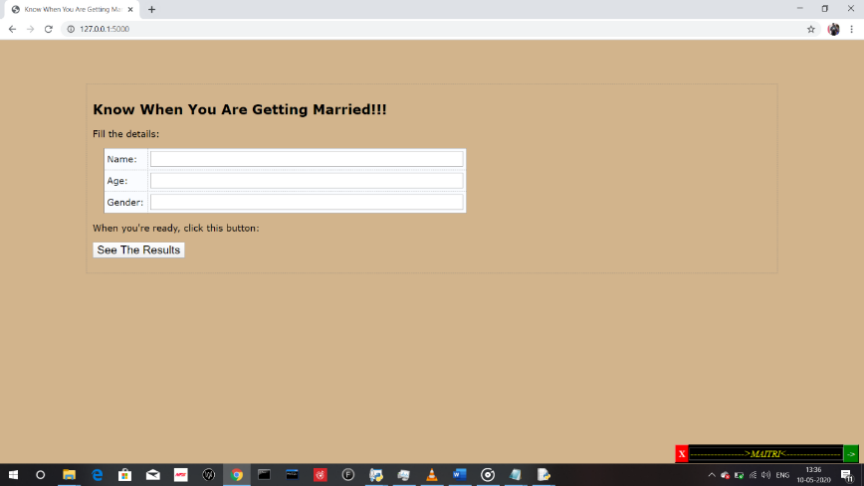 Know When You Are Getting Ma
127.0.0.1:5000
Know When You Are Getting Married!!!
Fill the details:
Name:
Age:
Gender:
When you're ready, click this button:
See The Results
X -------------->MAITRI<-------------- ->
ENG
13:36
10-05-2020